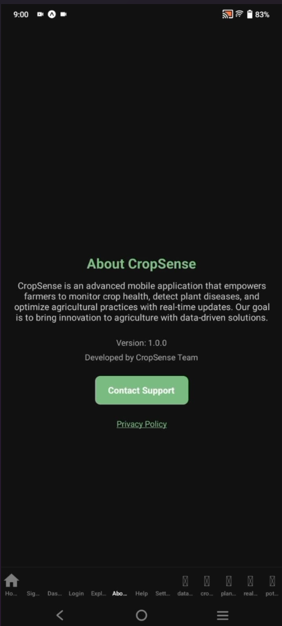 9:00
83%
About CropSense
CropSense is an advanced mobile application that empowers
farmers to monitor crop health, detect plant diseases, and
optimize agricultural practices with real-time updates. Our goal
is to bring innovation to agriculture with data-driven solutions.
Version: 1.0.0
Developed by CropSense Team
Contact Support
Privacy Policy
Ho... Sig... Das... Login Expl... Abo... Help Sett... data... cro... plan... real... pot...